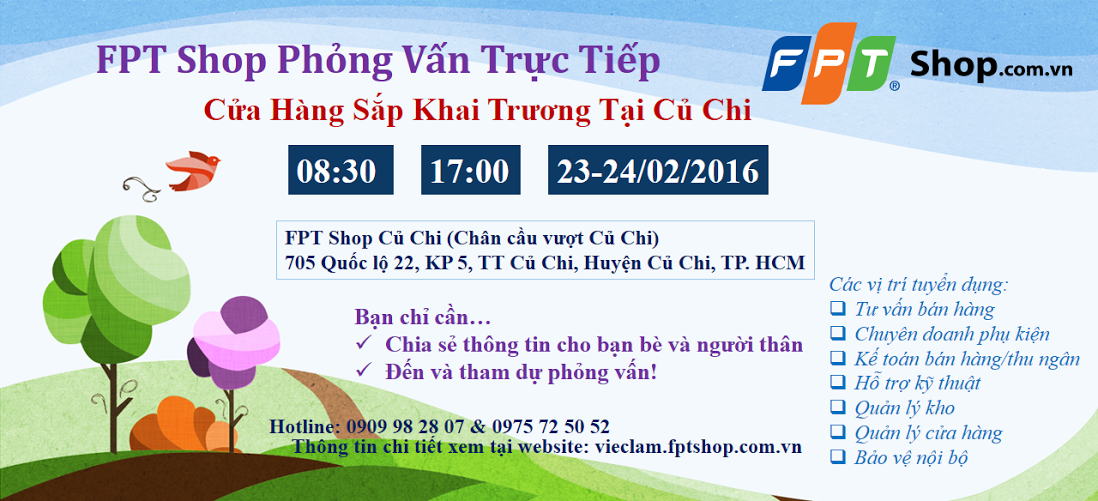 FPT Shop Phỏng Vấn Trực Tiếp
FPT® Shop.com.vn
Cửa Hàng Sắp Khai Trương Tại Củ Chi
08:30 17:00 23-24/02/2016
FPT Shop Củ Chi (Chân cầu vượt Củ Chi)
705 Quốc lộ 22, KP 5, TT Củ Chi, Huyện Củ Chi, TP. HCM
Bạn chỉ cần…
✓ Chia sẻ thông tin cho bạn bè và người thân
✓ Đến và tham dự phỏng vấn!
Hotline: 0909 98 28 07 & 0975 72 50 52
Thông tin chi tiết xem tại website: vieclam.fptshop.com.vn
Các vị trí tuyển dụng:
❑ Tư vấn bán hàng
❑ Chuyên doanh phụ kiện
❑ Kế toán bán hàng/thu ngân
❑ Hỗ trợ kỹ thuật
❑ Quản lý kho
❑ Quản lý cửa hàng
❑ Bảo vệ nội bộ